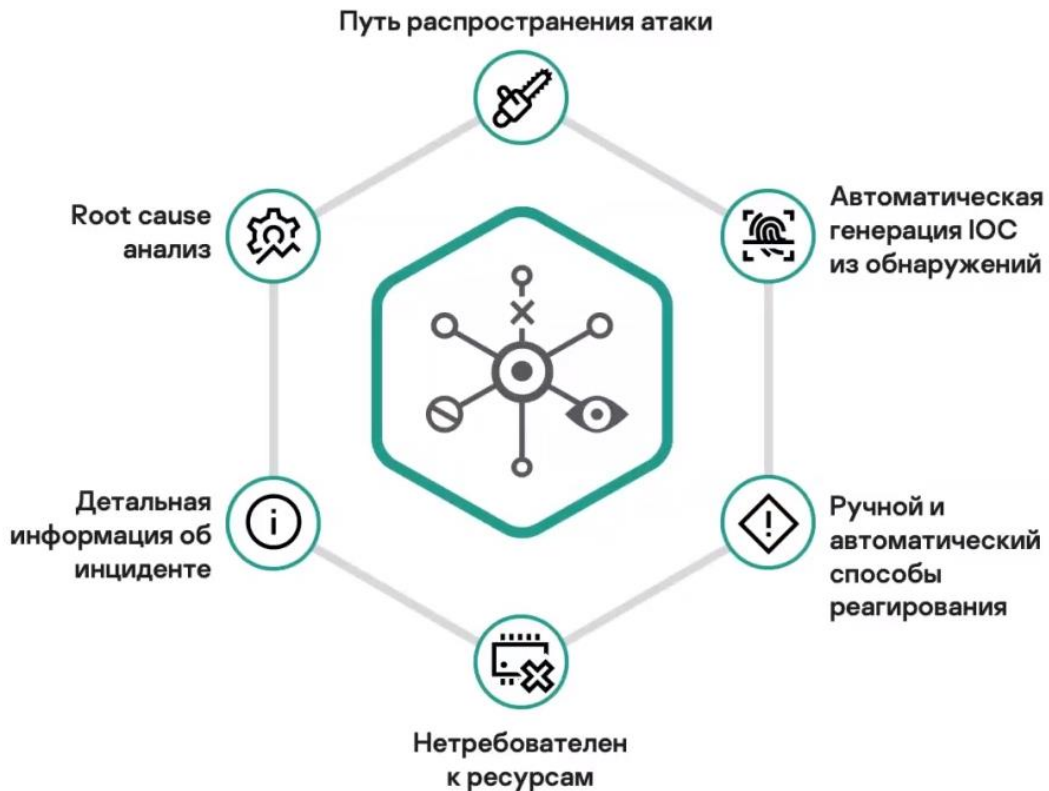 Путь распространения атаки
Root cause
анализ
Автоматическая
генерация IOC
из обнаружений
Детальная
информация об
инциденте
Ручной и
автоматический
способы
реагирования
Нетребователен
к ресурсам